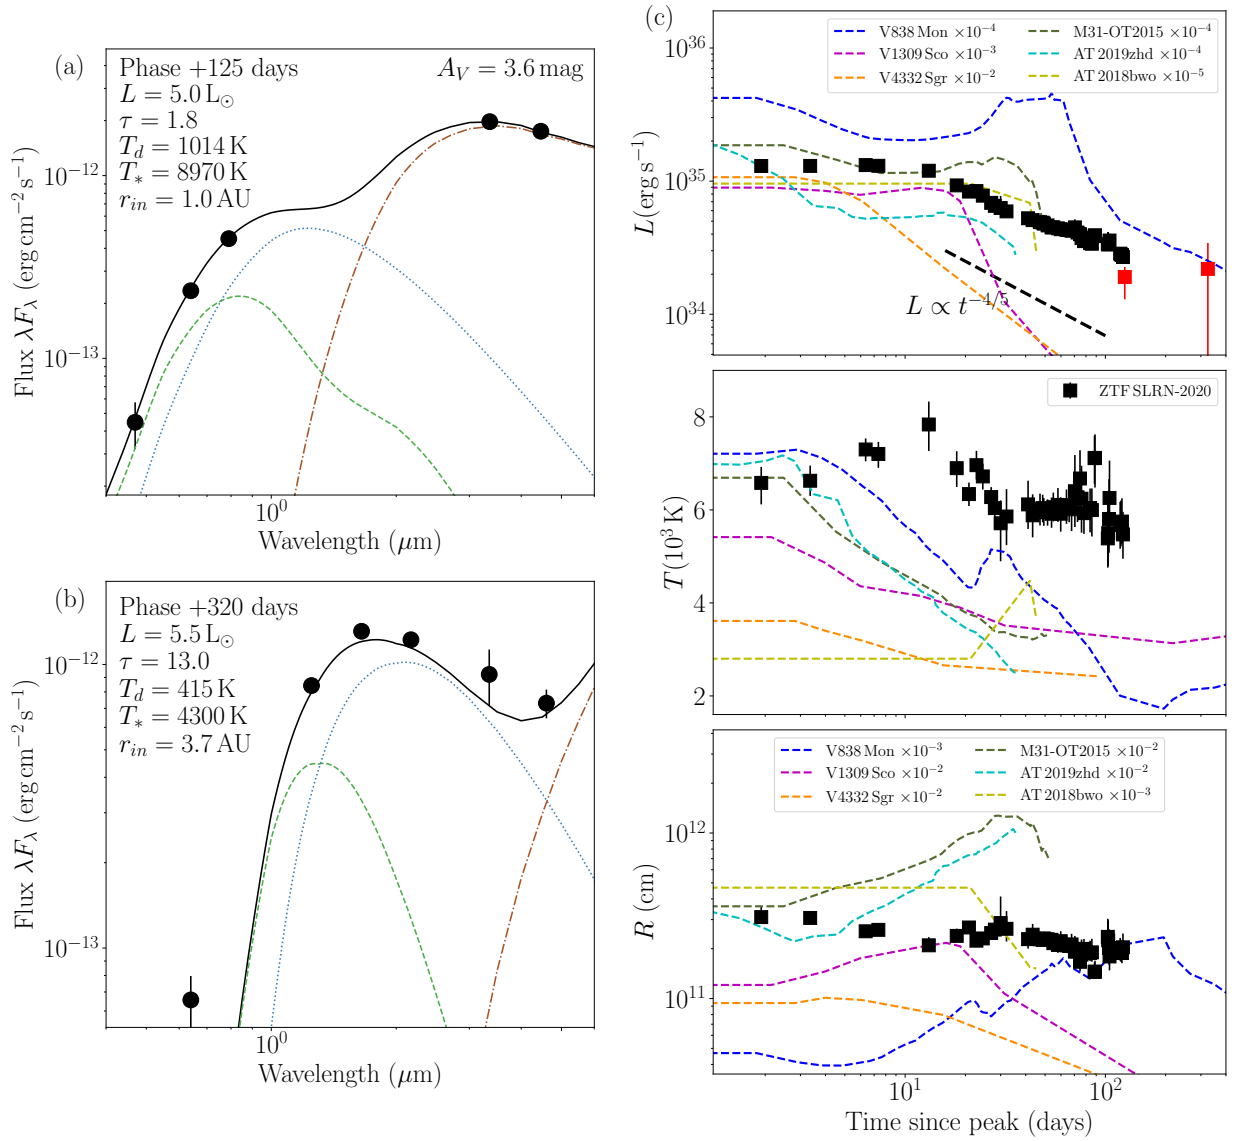 (a)
Phase +125 days
A_V = 3.6 mag
L = 5.0 L_⊙
τ = 1.8
T_d = 1014 K
T_* = 8970 K
r_{in} = 1.0 AU
10^{-12}
10^{-13}
Flux λF_λ (erg cm^{-2} s^{-1})
10^0
Wavelength (μm)
(b)
Phase +320 days
L = 5.5 L_⊙
τ = 13.0
T_d = 415 K
T_* = 4300 K
r_{in} = 3.7 AU
10^{-12}
10^{-13}
Flux λF_λ (erg cm^{-2} s^{-1})
10^0
Wavelength (μm)
(c)
V838 Mon ×10^{-4}
V1309 Sco ×10^{-3}
V4332 Sgr ×10^{-2}
M31-OT2015 ×10^{-4}
AT 2019zhd ×10^{-4}
AT 2018bwo ×10^{-5}
10^{36}
10^{35}
10^{34}
L(erg s^{-1})
L ∝ t^{-4/5}
ZTF SLRN-2020
8
6
4
2
T(10^3 K)
V838 Mon ×10^{-3}
V1309 Sco ×10^{-2}
V4332 Sgr ×10^{-2}
M31-OT2015 ×10^{-2}
AT 2019zhd ×10^{-2}
AT 2018bwo ×10^{-3}
10^{12}
10^{11}
R (cm)
10^1
10^2
Time since peak (days)